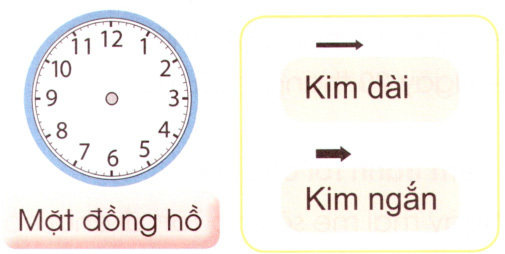 11 12 1
10 2
9 3
8 4
7 6 5
Mặt đồng hồ
Kim dài
Kim ngắn